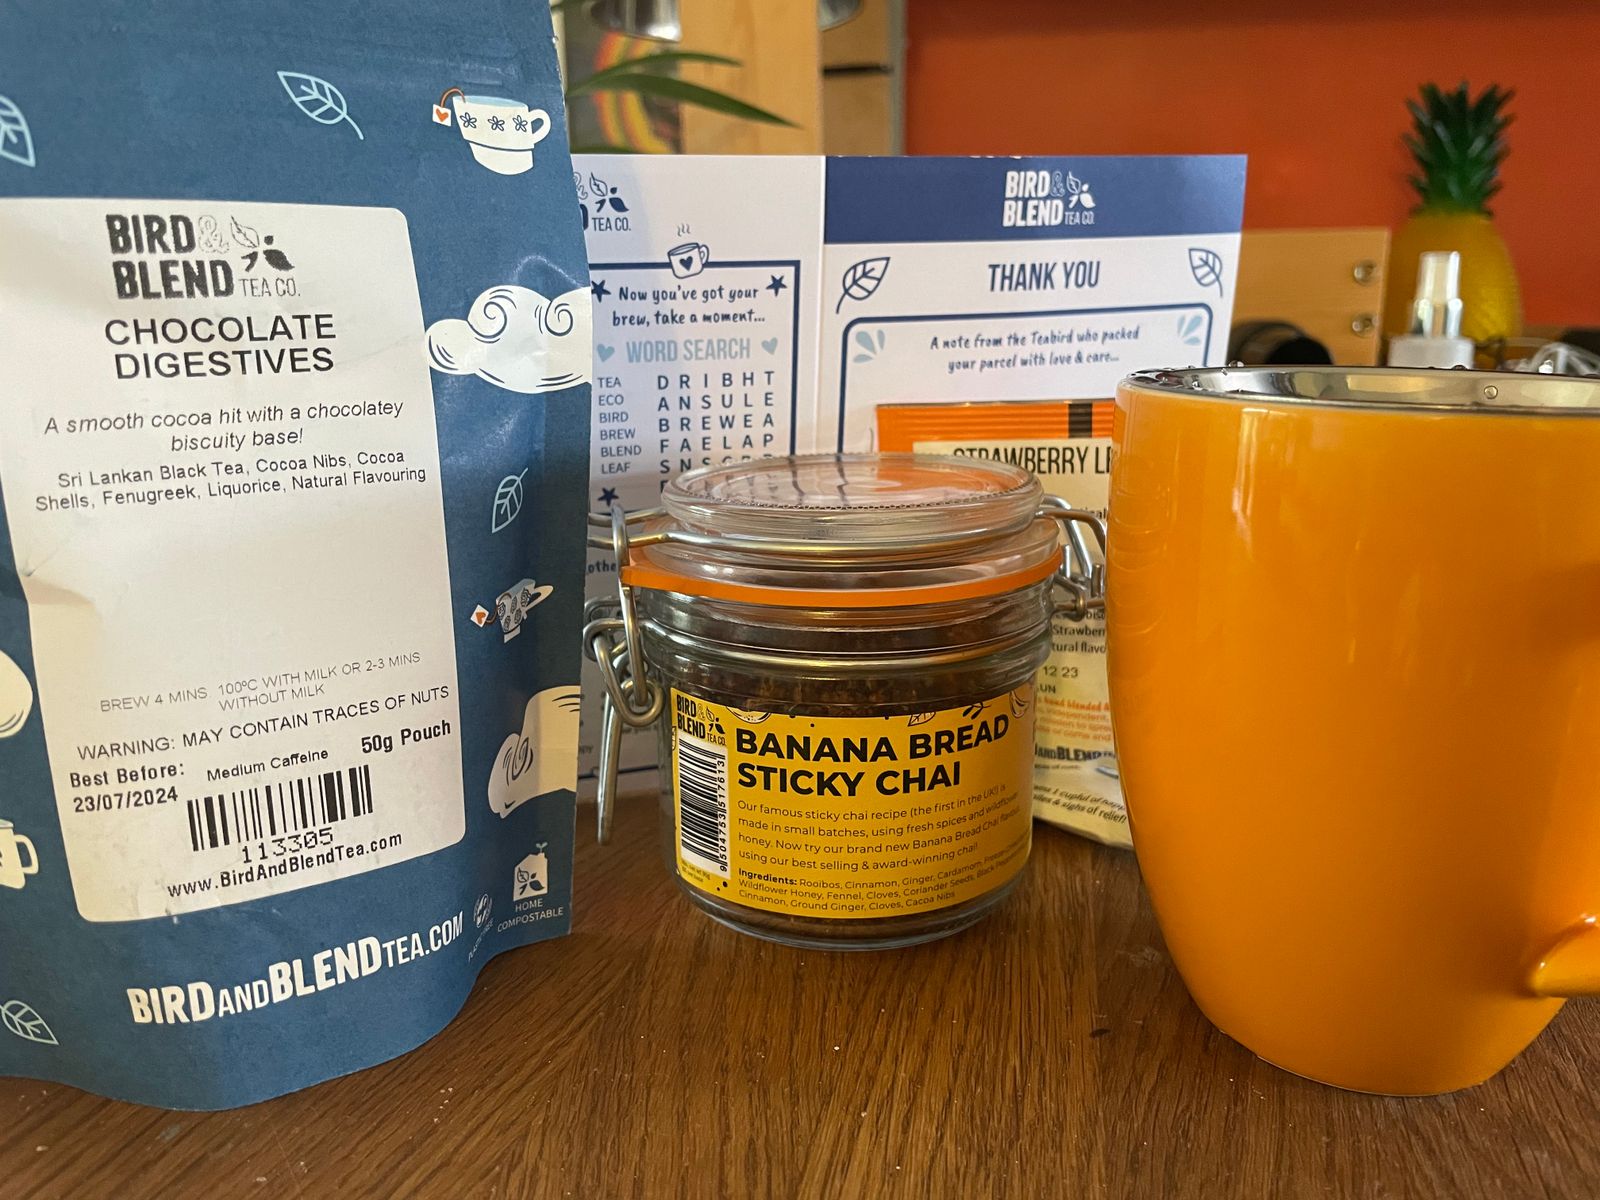 BIRD & BLEND TEA CO.
CHOCOLATE
DIGESTIVES
A smooth cocoa hit with a chocolatey
biscuity base!
Sri Lankan Black Tea, Cocoa Nibs, Cocoa
Shells, Fenugreek, Liquorice, Natural Flavouring
BREW 4 MINS. 100ºC WITH MILK OR 2-3 MINS
WITHOUT MILK
WARNING: MAY CONTAIN TRACES OF NUTS
Best Before: Medium Caffeine 50g Pouch
23/07/2024
113305
www.BirdAndBlendTea.com
HOME
COMPOSTABLE
BIRDANDBLENDTEA.COM
TEA CO.
Now you've got your
brew, take a moment...
WORD SEARCH
TEA
ECO
BIRD
BREW
BLEND
LEAF
D R I B H T
A N S U L E
B R E W E A
F A E L A P
BIRD & BLEND TEA CO.
THANK YOU
A note from the Teabird who packed
your parcel with love & care...
STRAWBERRY
12 23
BIRD & BLEND TEA CO.
BANANA BREAD
STICKY CHAI
Our famous sticky chai recipe (the first in the UK!) is
made in small batches, using fresh spices and wildflower
honey. Now try our brand new Banana Bread Chai flavour,
using our best selling & award-winning chai!
Ingredients: Rooibos, Cinnamon, Ginger, Cardamom,
Wildflower Honey, Fennel, Cloves, Coriander Seeds, Black
Cinnamon, Ground Ginger, Cloves, Cacoa Nibs
9 504753 517613